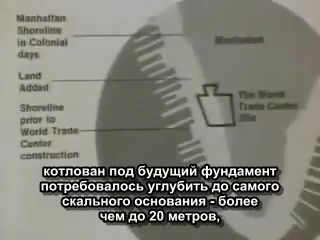 Manhattan
Shoreline
in Colonial
days
Manhattan
Land
Added
The World
Trade Center
Site
Shoreline
prior to
World Trade
Center
construction
котлован под будущий фундамент
потребовалось углубить до самого
скального основания - более
чем до 20 метров,